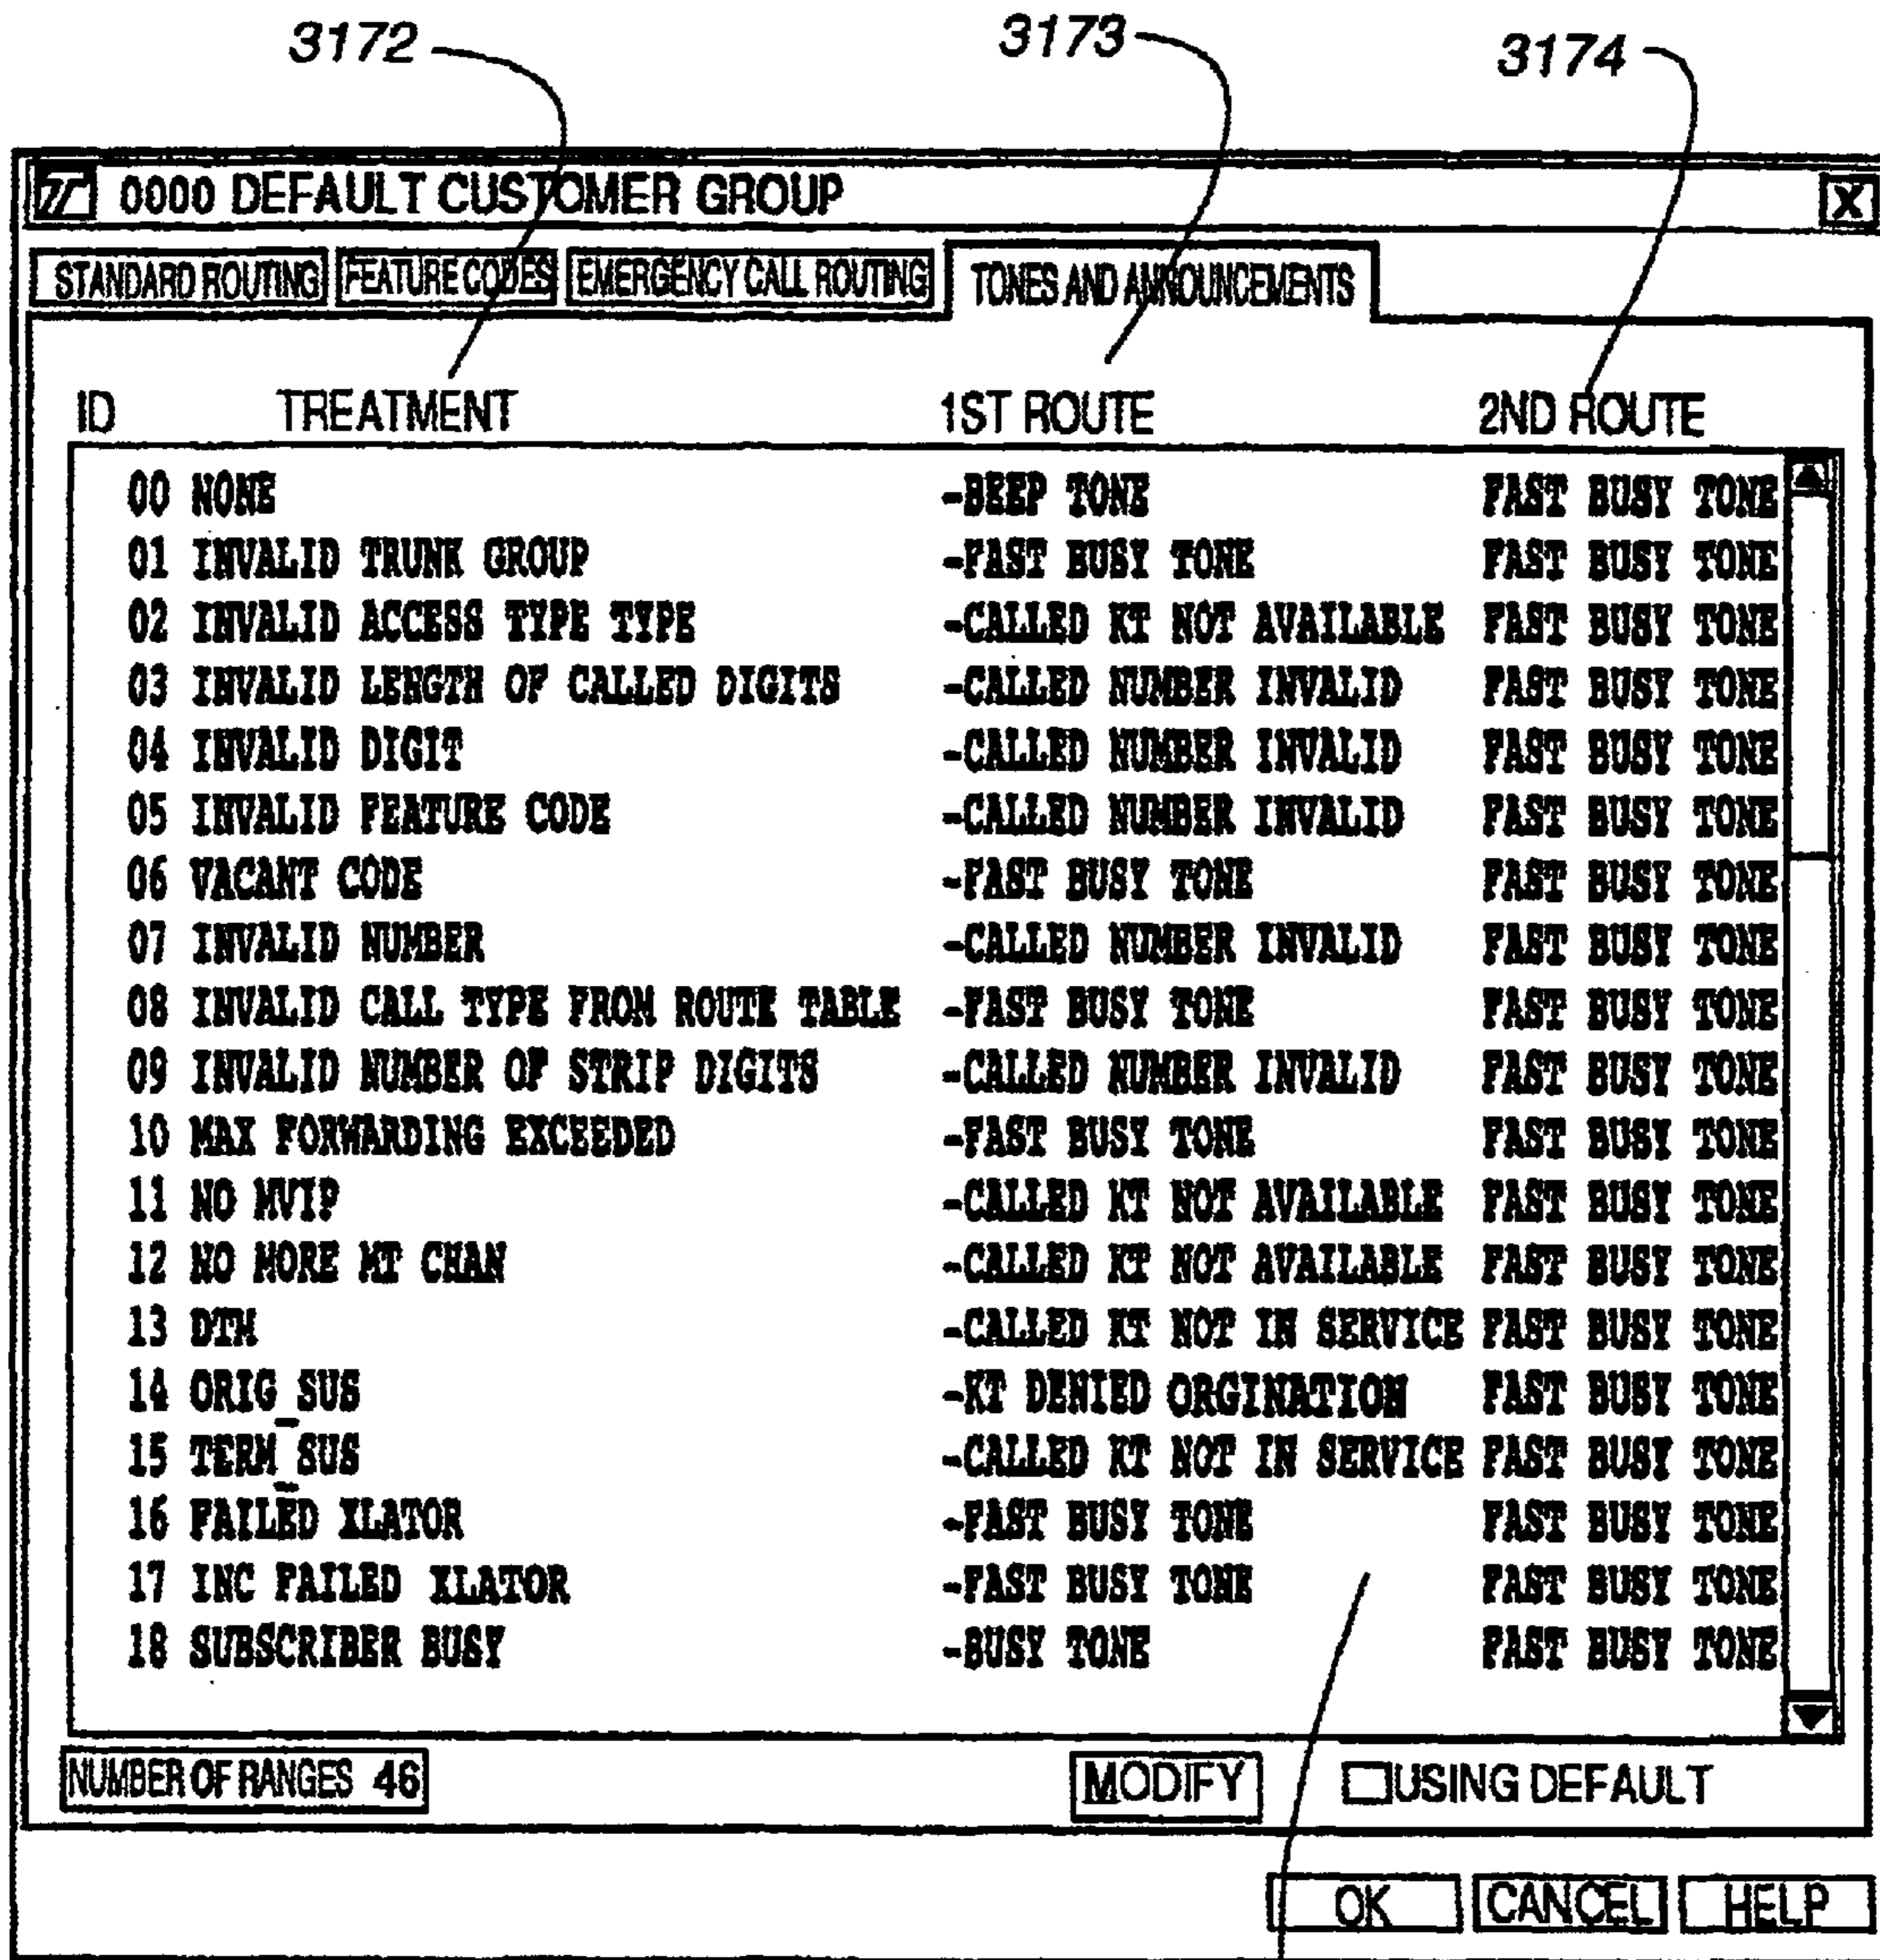 3172 3173 3174
0000 DEFAULT CUSTOMER GROUP X
STANDARD ROUTING FEATURE CODES EMERGENCY CALL ROUTING TONES AND ANNOUNCEMENTS
ID TREATMENT 1ST ROUTE 2ND ROUTE
00 NONE -BEEP TONE FAST BUSY TONE
01 INVALID TRUNK GROUP -FAST BUSY TONE FAST BUSY TONE
02 INVALID ACCESS TYPE TYPE -CALLED KT NOT AVAILABLE FAST BUSY TONE
03 INVALID LENGTH OF CALLED DIGITS -CALLED NUMBER INVALID FAST BUSY TONE
04 INVALID DIGIT -CALLED NUMBER INVALID FAST BUSY TONE
05 INVALID FEATURE CODE -CALLED NUMBER INVALID FAST BUSY TONE
06 VACANT CODE -FAST BUSY TONE FAST BUSY TONE
07 INVALID NUMBER -CALLED NUMBER INVALID FAST BUSY TONE
08 INVALID CALL TYPE FROM ROUTE TABLE -FAST BUSY TONE FAST BUSY TONE
09 INVALID NUMBER OF STRIP DIGITS -CALLED NUMBER INVALID FAST BUSY TONE
10 MAX FORWARDING EXCEEDED -FAST BUSY TONE FAST BUSY TONE
11 NO MVIP -CALLED KT NOT AVAILABLE FAST BUSY TONE
12 NO MORE MT CHAN -CALLED KT NOT AVAILABLE FAST BUSY TONE
13 DTM -CALLED KT NOT IN SERVICE FAST BUSY TONE
14 ORIG_SUS -KT DENIED ORGINATION FAST BUSY TONE
15 TERM_SUS -CALLED KT NOT IN SERVICE FAST BUSY TONE
16 FAILED XLATOR -FAST BUSY TONE FAST BUSY TONE
17 INC FAILED XLATOR -FAST BUSY TONE FAST BUSY TONE
18 SUBSCRIBER BUSY -BUSY TONE FAST BUSY TONE
NUMBER OF RANGES 46 MODIFY USING DEFAULT
OK CANCEL HELP